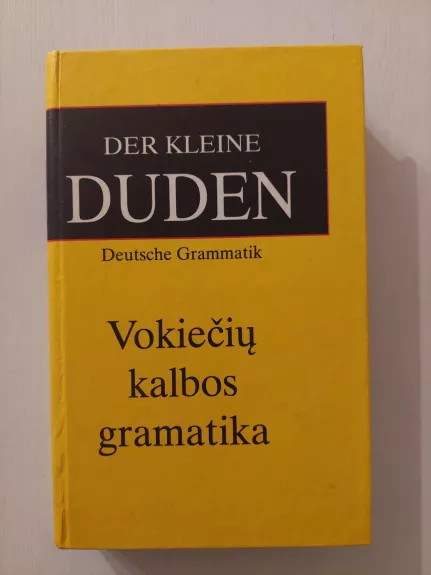 DER KLEINE
DUDEN
Deutsche Grammatik
Vokiečių
kalbos
gramatika